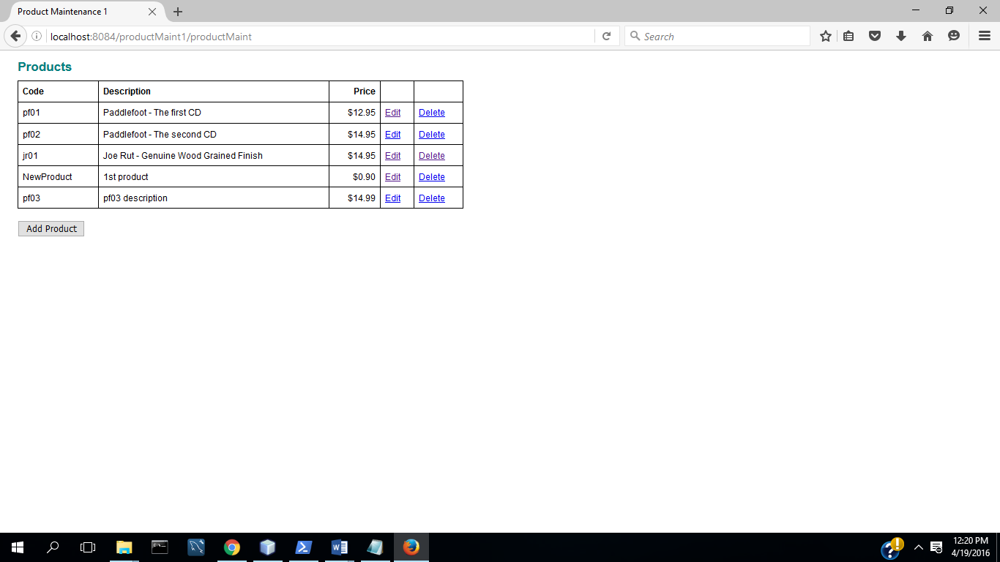 Product Maintenance 1
localhost:8084/productMaint1/productMaint
Search
Products
Code Description Price
pf01 Paddlefoot - The first CD $12.95 Edit Delete
pf02 Paddlefoot - The second CD $14.95 Edit Delete
jr01 Joe Rut - Genuine Wood Grained Finish $14.95 Edit Delete
NewProduct 1st product $0.90 Edit Delete
pf03 pf03 description $14.99 Edit Delete
Add Product
12:20 PM
4/19/2016